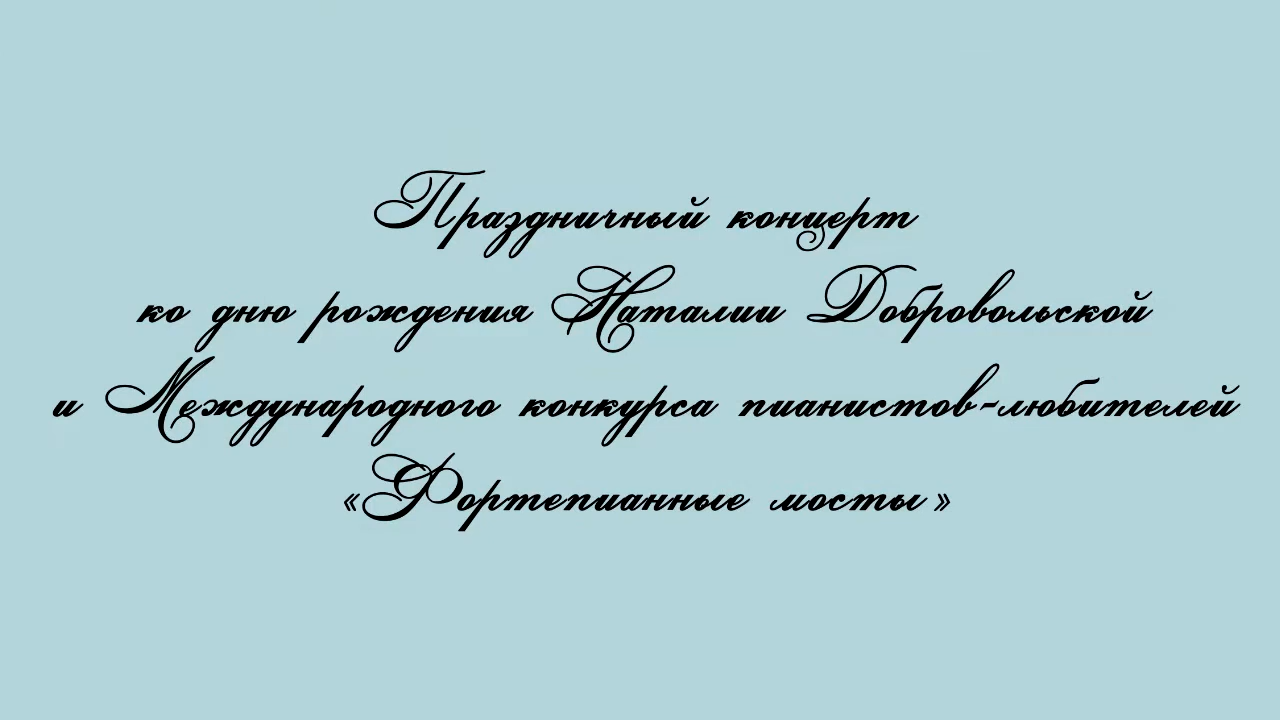 Праздничный концерт
ко дню рождения Наталии Добровольской
и Международного конкурса пианистов-любителей
«Фортепианные мосты»